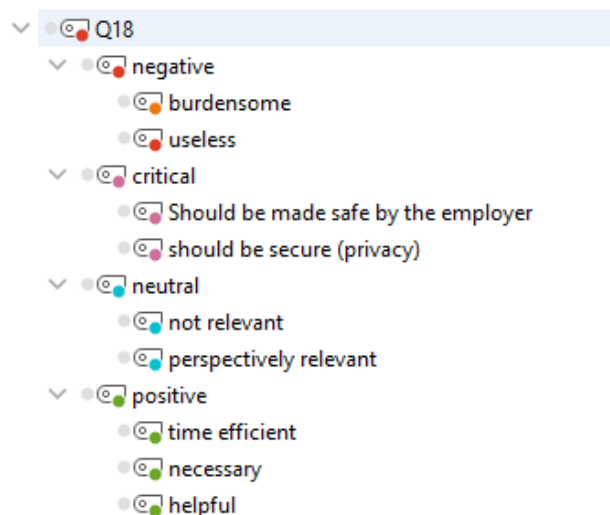 Q18
negative
burdensome
useless
critical
Should be made safe by the employer
should be secure (privacy)
neutral
not relevant
perspectively relevant
positive
time efficient
necessary
helpful